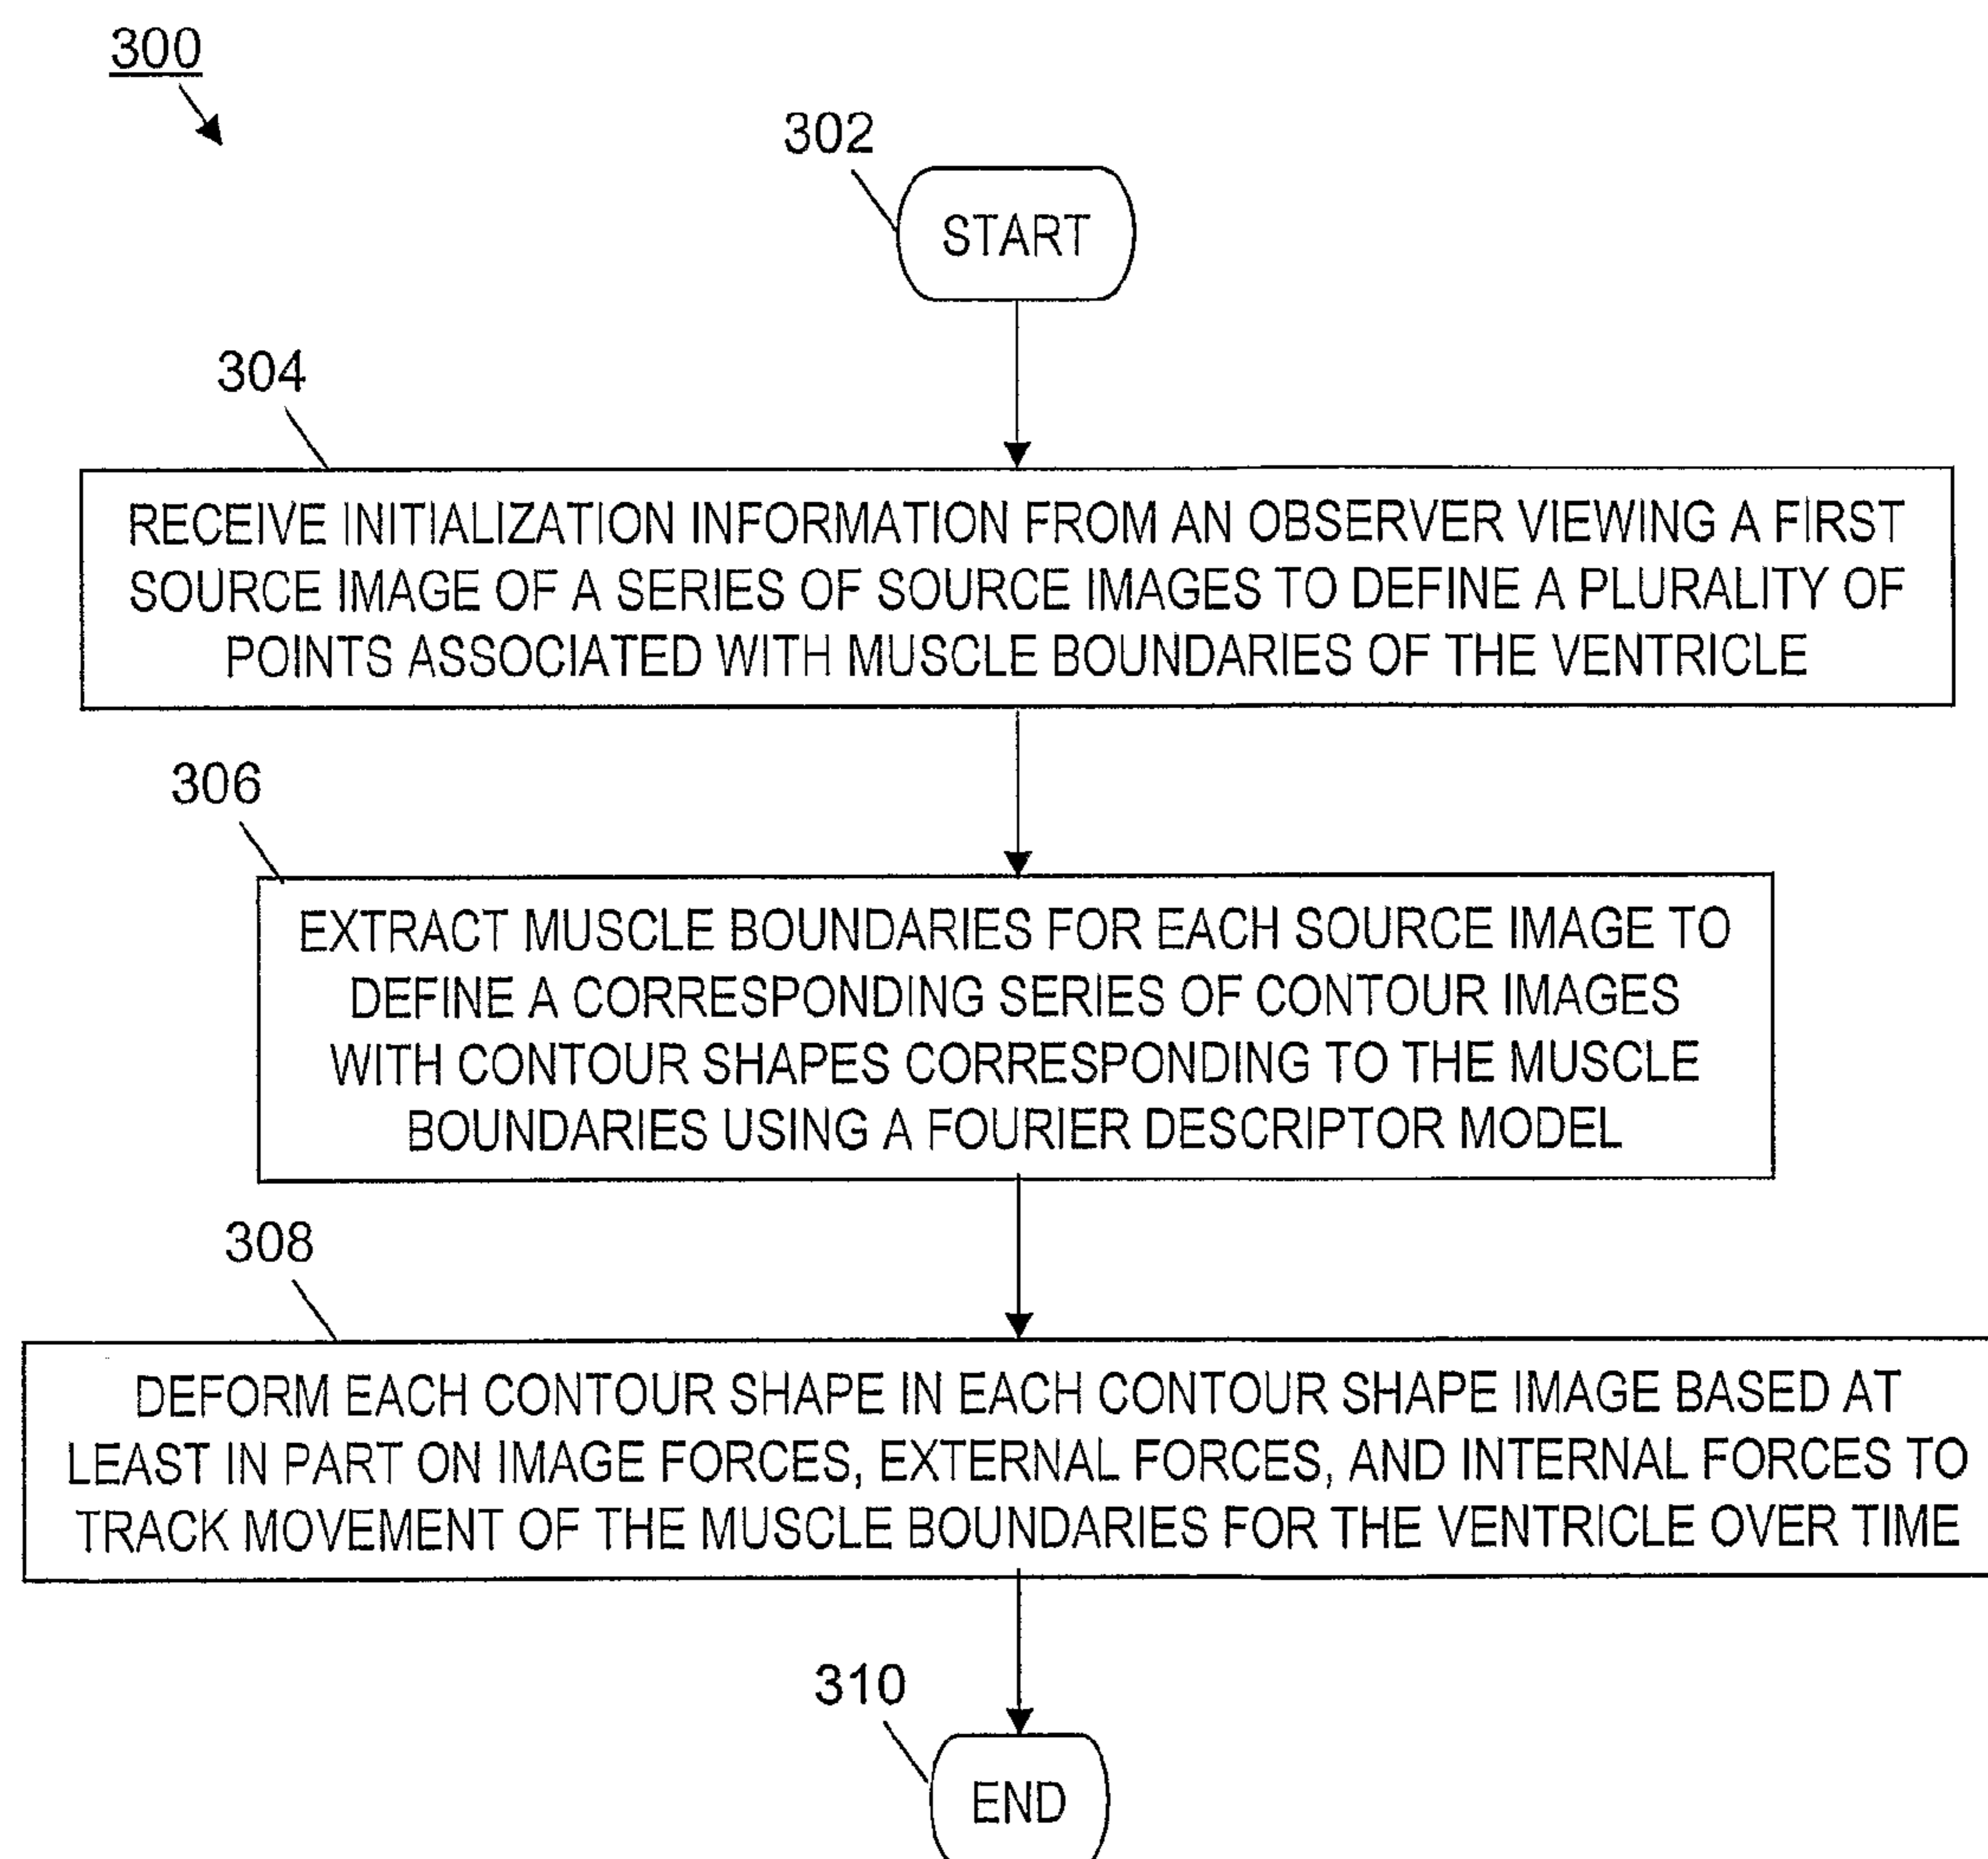 300
302
START
304
RECEIVE INITIALIZATION INFORMATION FROM AN OBSERVER VIEWING A FIRST
SOURCE IMAGE OF A SERIES OF SOURCE IMAGES TO DEFINE A PLURALITY OF
POINTS ASSOCIATED WITH MUSCLE BOUNDARIES OF THE VENTRICLE
306
EXTRACT MUSCLE BOUNDARIES FOR EACH SOURCE IMAGE TO
DEFINE A CORRESPONDING SERIES OF CONTOUR IMAGES
WITH CONTOUR SHAPES CORRESPONDING TO THE MUSCLE
BOUNDARIES USING A FOURIER DESCRIPTOR MODEL
308
DEFORM EACH CONTOUR SHAPE IN EACH CONTOUR SHAPE IMAGE BASED AT
LEAST IN PART ON IMAGE FORCES, EXTERNAL FORCES, AND INTERNAL FORCES TO
TRACK MOVEMENT OF THE MUSCLE BOUNDARIES FOR THE VENTRICLE OVER TIME
310
END